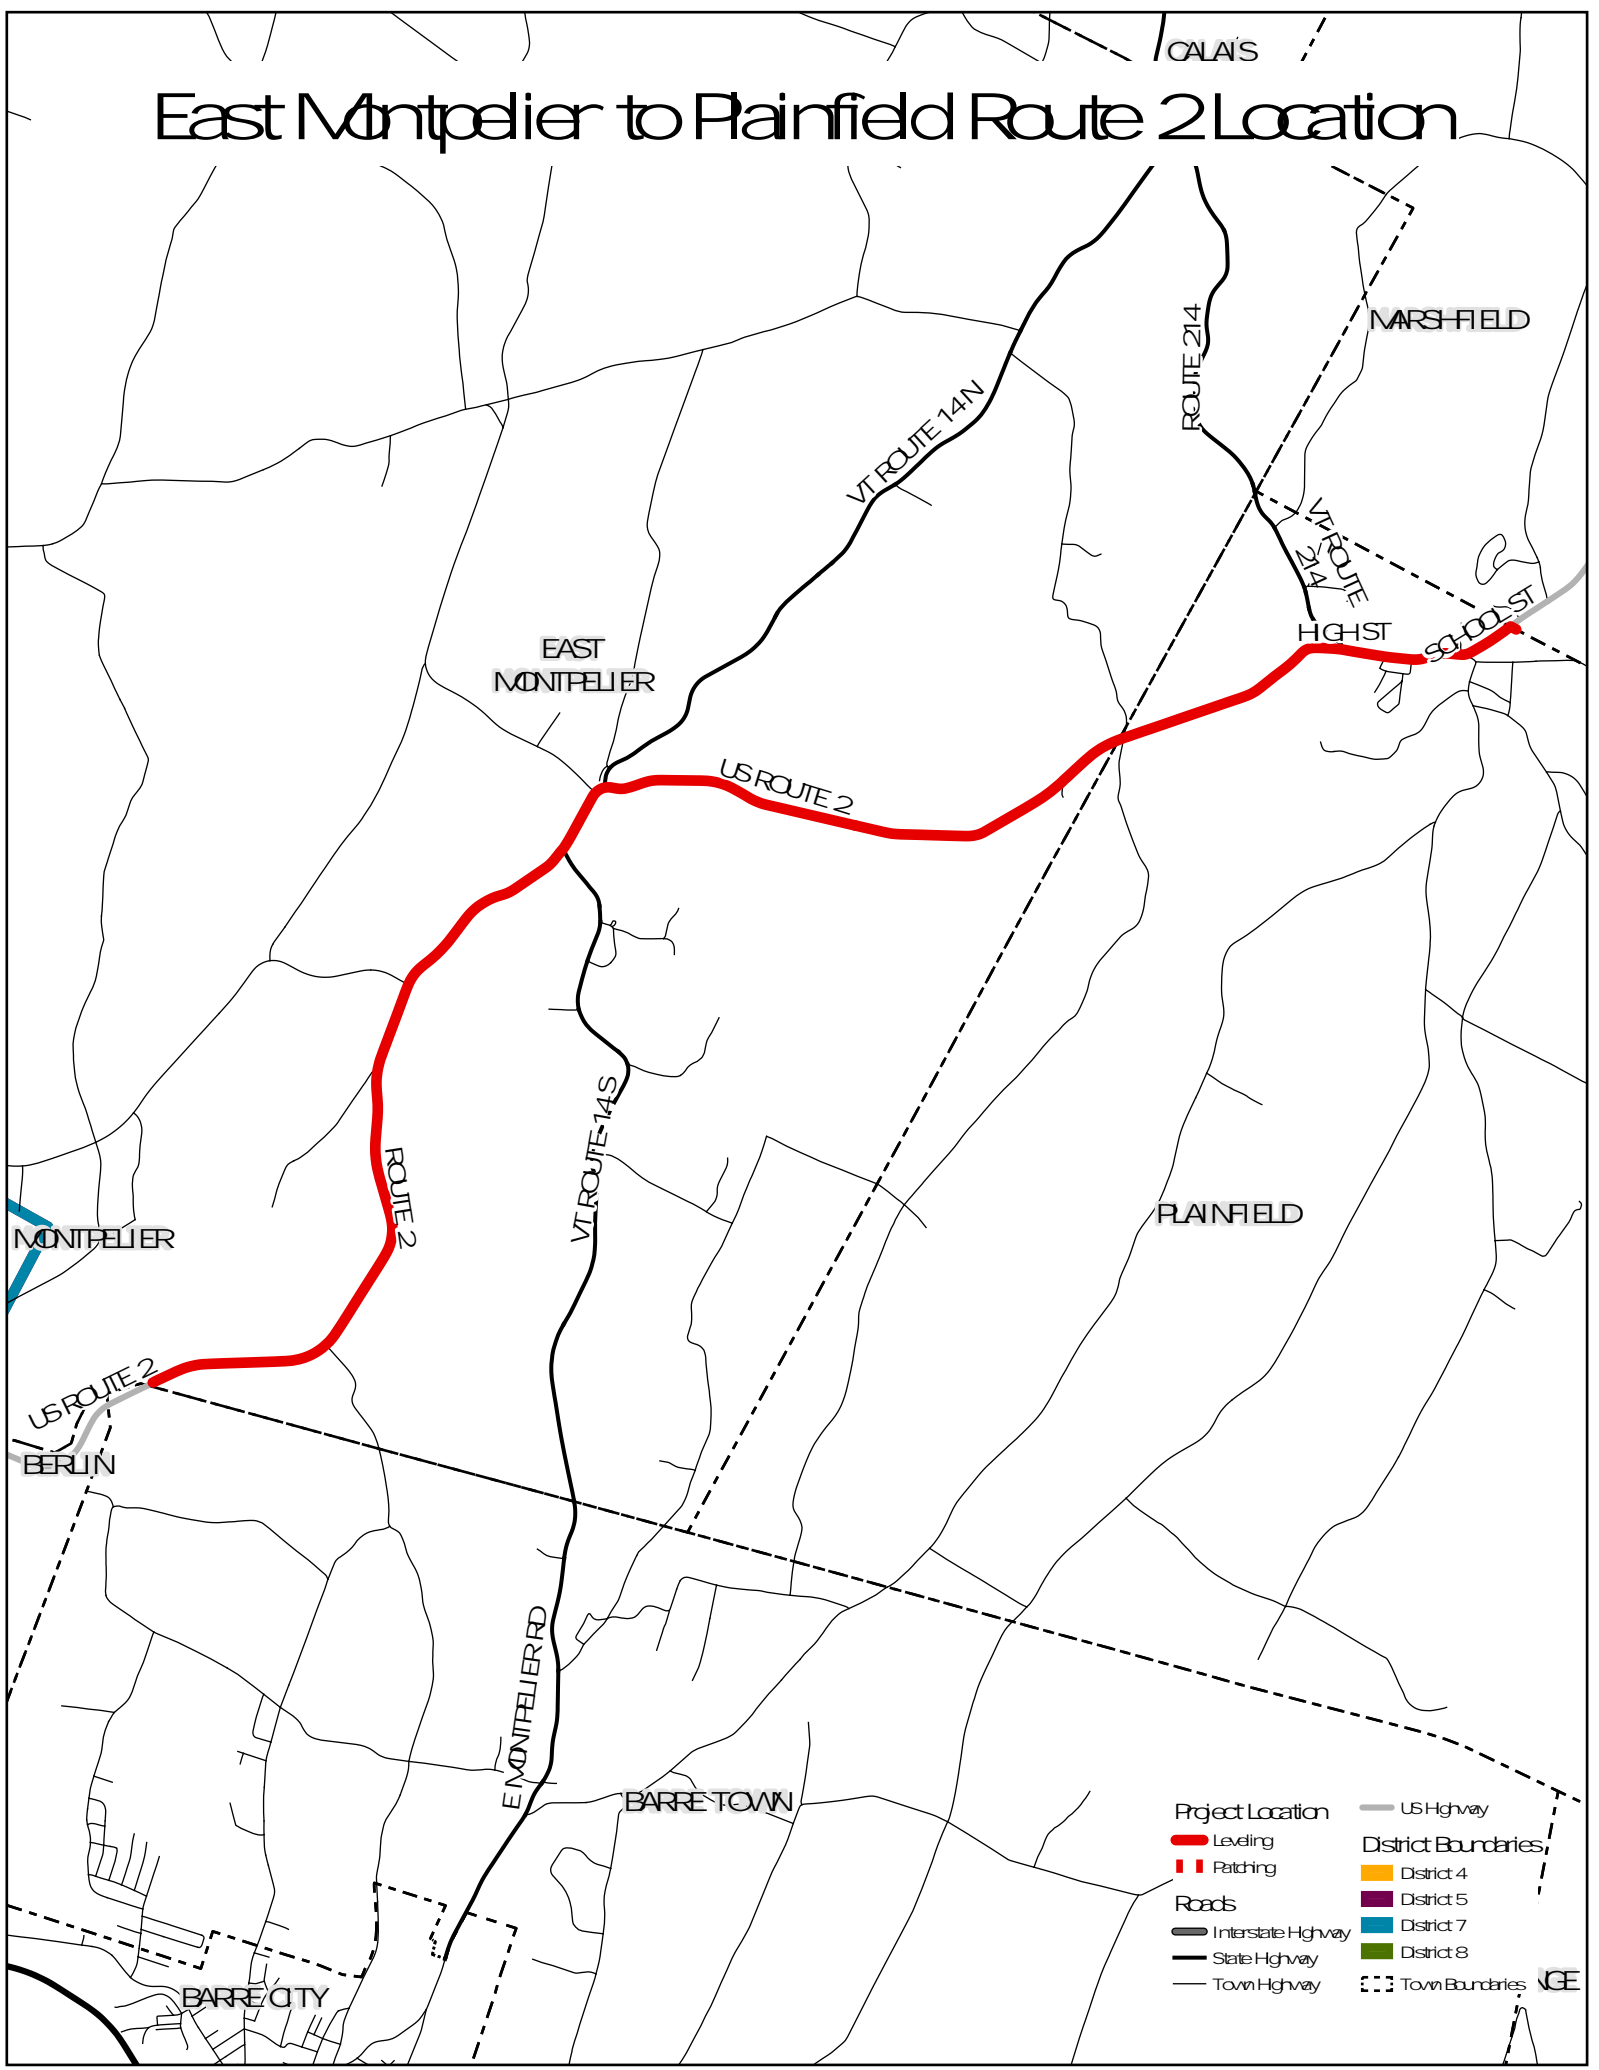 CALAIS
East Montpelier to Plainfield Route 2 Location
MARSHFIELD
ROUTE 214
VT ROUTE 14 N
VT ROUTE
214
SCHOOL ST
HIGH ST
EAST
MONTPELIER
US ROUTE 2
VT ROUTE 14 S
ROUTE 2
PLAINFIELD
MONTPELIER
US ROUTE 2
BERLIN
E MONTPELIER RD
BARRE TOWN
Project Location
Leveling
Patching
Roads
Interstate Highway
State Highway
Town Highway
US Highway
District Boundaries
District 4
District 5
District 7
District 8
Town Boundaries
NGE
BARRE CITY